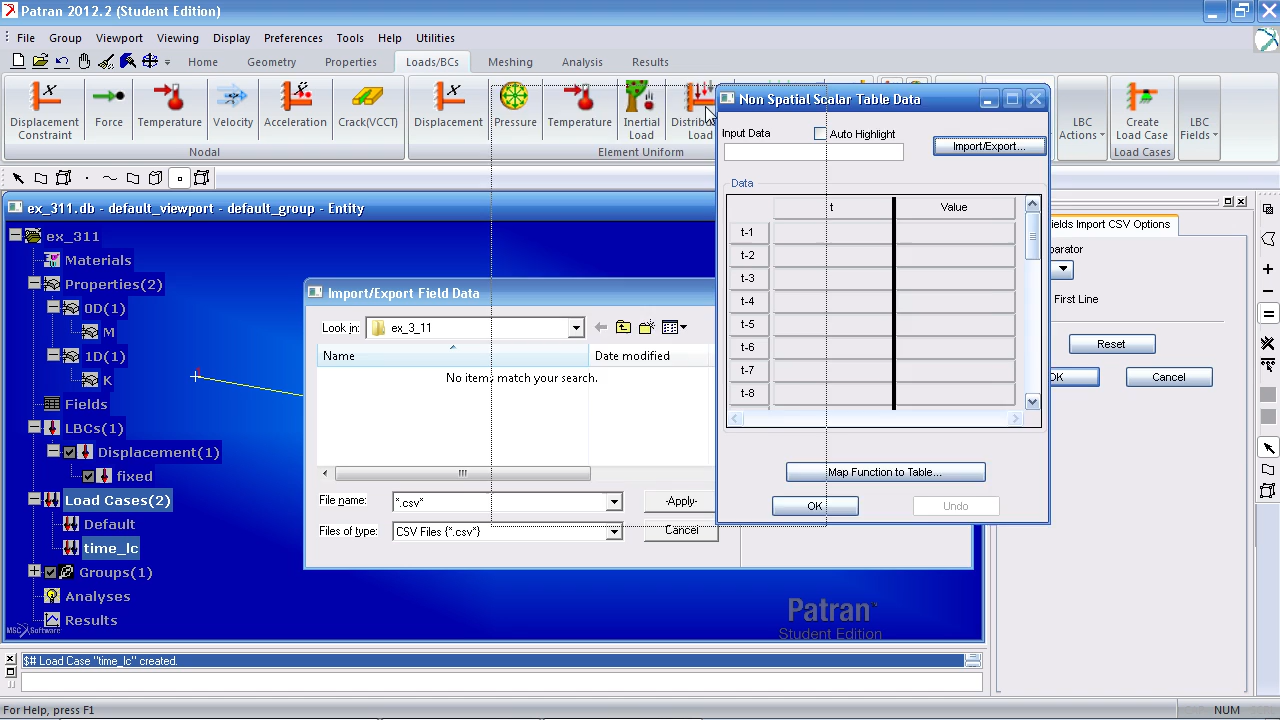 Patran 2012.2 (Student Edition)
File Group Viewport Viewing Display Preferences Tools Help Utilities
Home Geometry Properties Loads/BCs Meshing Analysis Results
Displacement Constraint
Force
Temperature
Velocity
Acceleration
Crack(VCCT)
Nodal
Displacement
Pressure
Temperature
Inertial Load
Element Uniform
LBC Actions
Create Load Case
Load Cases
LBC Fields
ex_311.db - default_viewport - default_group - Entity
ex_311
Materials
Properties(2)
0D(1)
M
1D(1)
K
Fields
LBCs(1)
Displacement(1)
fixed
Load Cases(2)
Default
time_lc
Groups(1)
Analyses
Results
MSC Software
Patran
Student Edition
Import/Export Field Data
Look in: ex_3_11
Name Date modified
No items match your search.
File name: *.csv* -Apply-
Files of type: CSV Files (*.csv*) Cancel
Non Spatial Scalar Table Data
Input Data Auto Highlight Import/Export...
Data
t Value
t-1
t-2
t-3
t-4
t-5
t-6
t-7
t-8
Map Function to Table...
OK Undo
ields Import CSV Options
First Line
Reset
OK Cancel
$# Load Case "time_lc" created.
For Help, press F1
NUM